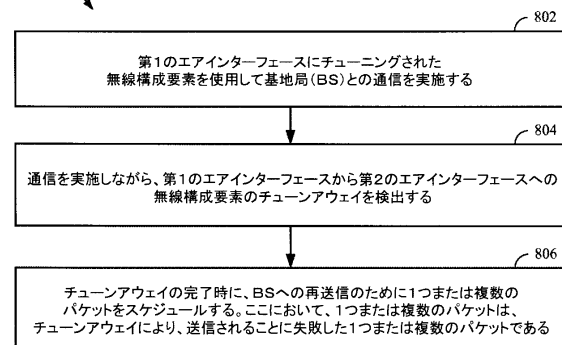 802
第1のエアインターフェースにチューニングされた
無線構成要素を使用して基地局(BS)との通信を実施する
804
通信を実施しながら、第1のエアインターフェースから第2のエアインターフェースへの
無線構成要素のチューンアウェイを検出する
806
チューンアウェイの完了時に、BSへの再送信のために1つまたは複数の
パケットをスケジュールする。ここにおいて、1つまたは複数のパケットは、
チューンアウェイにより、送信されることに失敗した1つまたは複数のパケットである